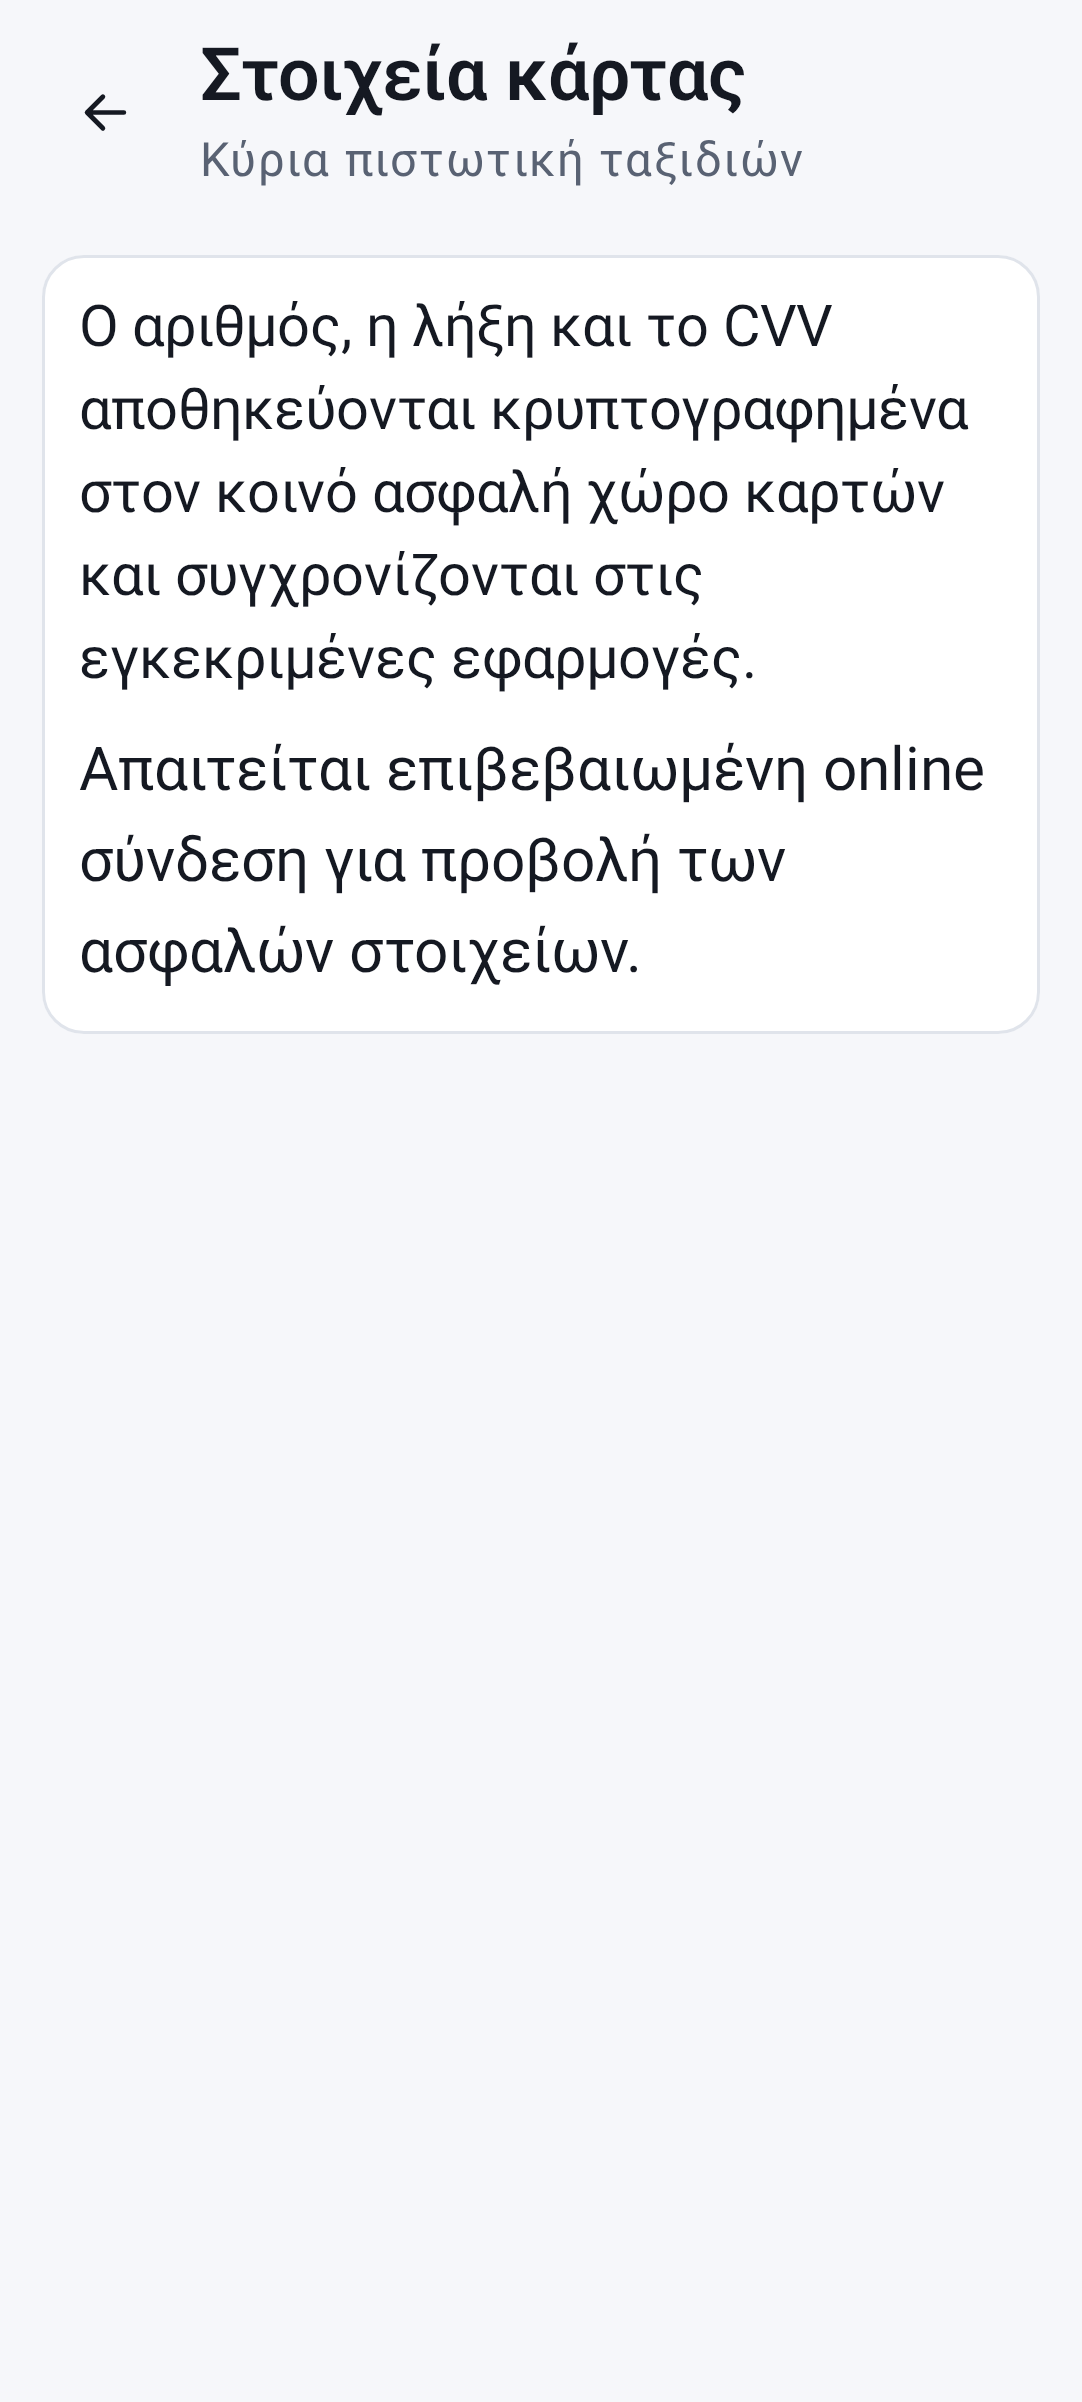 Στοιχεία κάρτας
Κύρια πιστωτική ταξιδιών
Ο αριθμός, η λήξη και το CVV
αποθηκεύονται κρυπτογραφημένα
στον κοινό ασφαλή χώρο καρτών
και συγχρονίζονται στις
εγκεκριμένες εφαρμογές.
Απαιτείται επιβεβαιωμένη online
σύνδεση για προβολή των
ασφαλών στοιχείων.